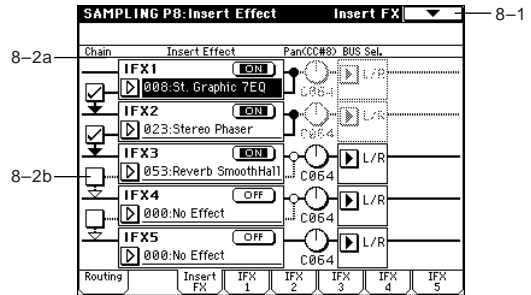 SAMPLING P8:Insert Effect Insert FX
8–1
8–2a
Chain Insert Effect Pan(CC#8) BUS Sel.
IFX1 ON
008:St. Graphic 7EQ C064 L/R
IFX2 ON
023:Stereo Phaser C064 L/R
8–2b
IFX3 ON
053:Reverb SmoothHall C064 L/R
IFX4 OFF
000:No Effect C064 L/R
IFX5 OFF
000:No Effect C064 L/R
Routing Insert FX IFX 1 IFX 2 IFX 3 IFX 4 IFX 5